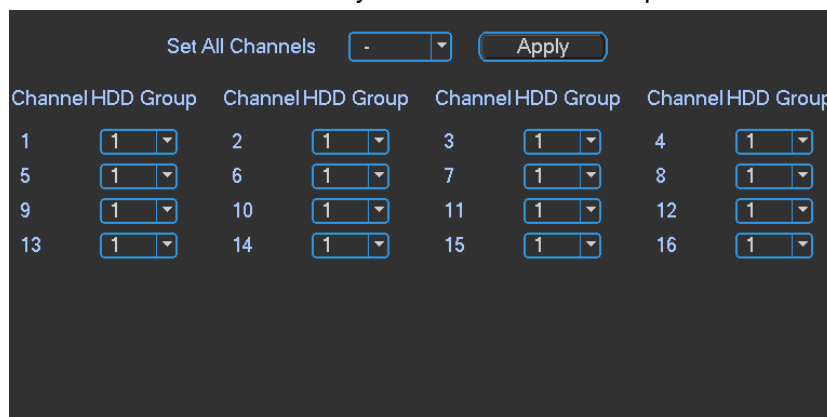 Set All Channels - Apply
Channel HDD Group Channel HDD Group Channel HDD Group Channel HDD Group
1 1 2 1 3 1 4 1
5 1 6 1 7 1 8 1
9 1 10 1 11 1 12 1
13 1 14 1 15 1 16 1